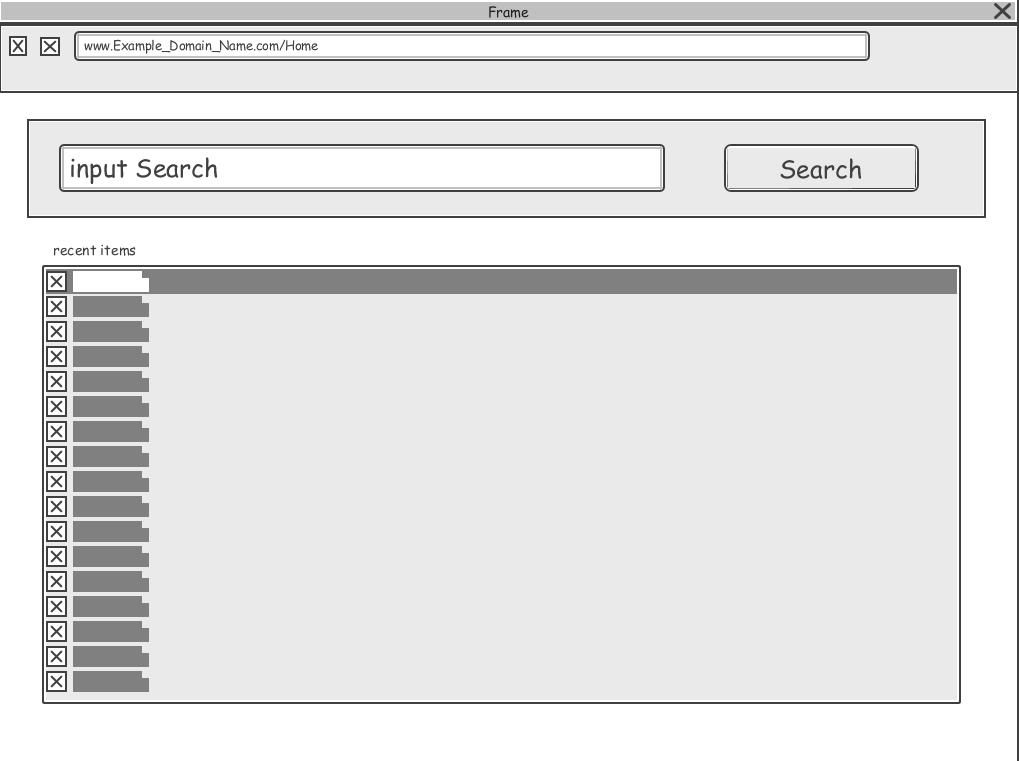 Frame
www.Example_Domain_Name.com/Home
input Search
Search
recent items